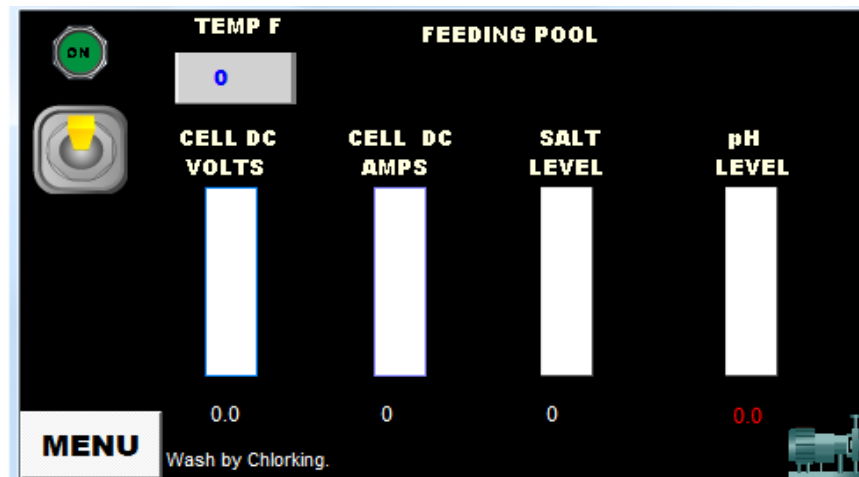 TEMP F
FEEDING POOL
ON
0
CELL DC
VOLTS
CELL DC
AMPS
SALT
LEVEL
pH
LEVEL
0.0
0
0
0.0
MENU
Wash by Chlorking.